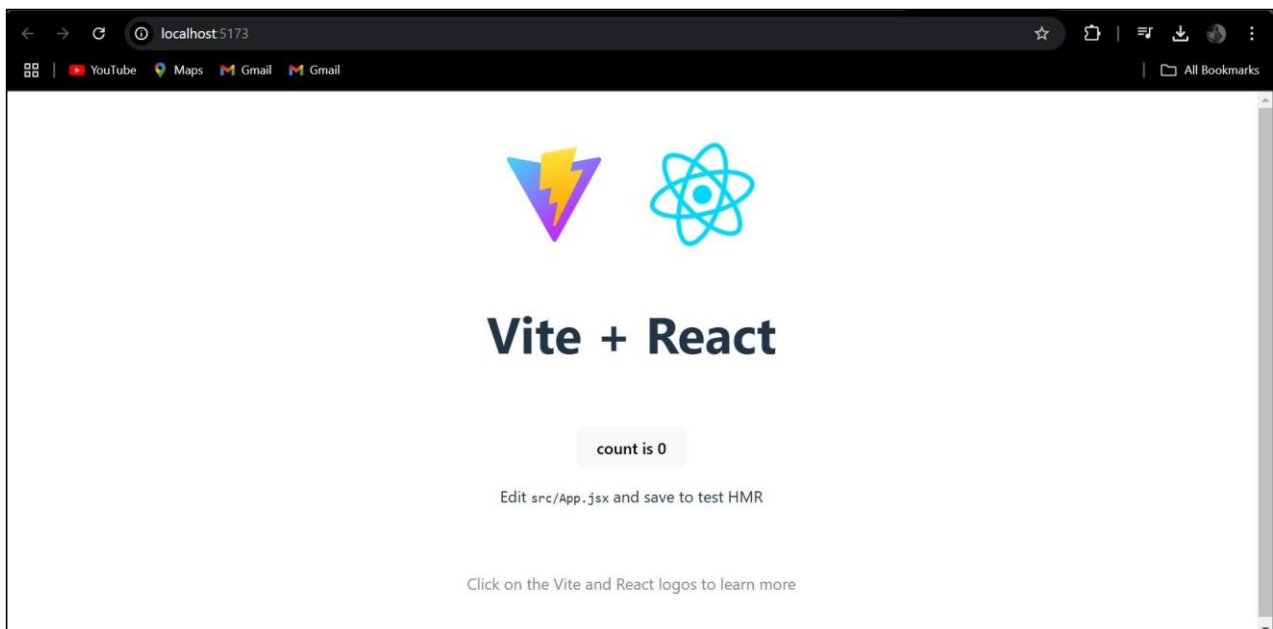 localhost:5173
YouTube Maps Gmail Gmail All Bookmarks
Vite + React
count is 0
Edit src/App.jsx and save to test HMR
Click on the Vite and React logos to learn more